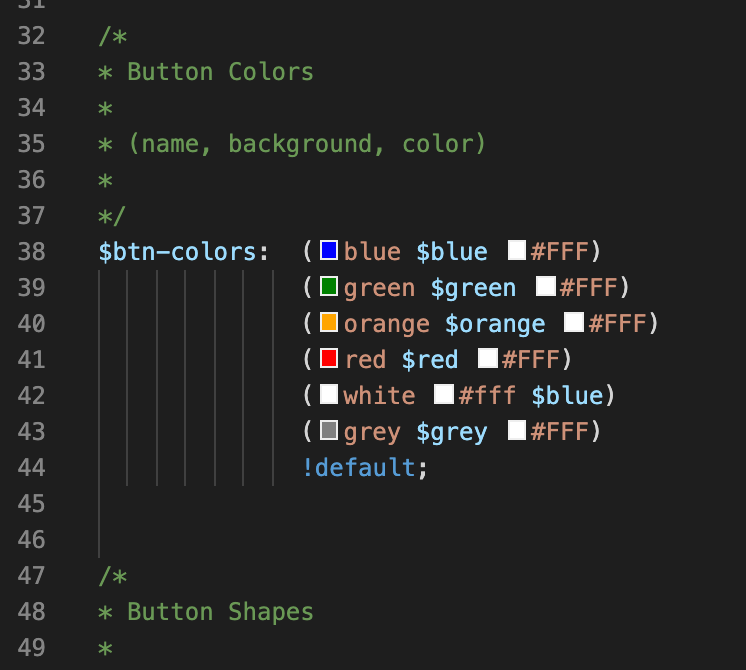 31
32 /*
33 * Button Colors
34 *
35 * (name, background, color)
36 *
37 */
38 $btn-colors: (blue $blue #FFF)
39 (green $green #FFF)
40 (orange $orange #FFF)
41 (red $red #FFF)
42 (white #fff $blue)
43 (grey $grey #FFF)
44 !default;
45
46
47 /*
48 * Button Shapes
49 *